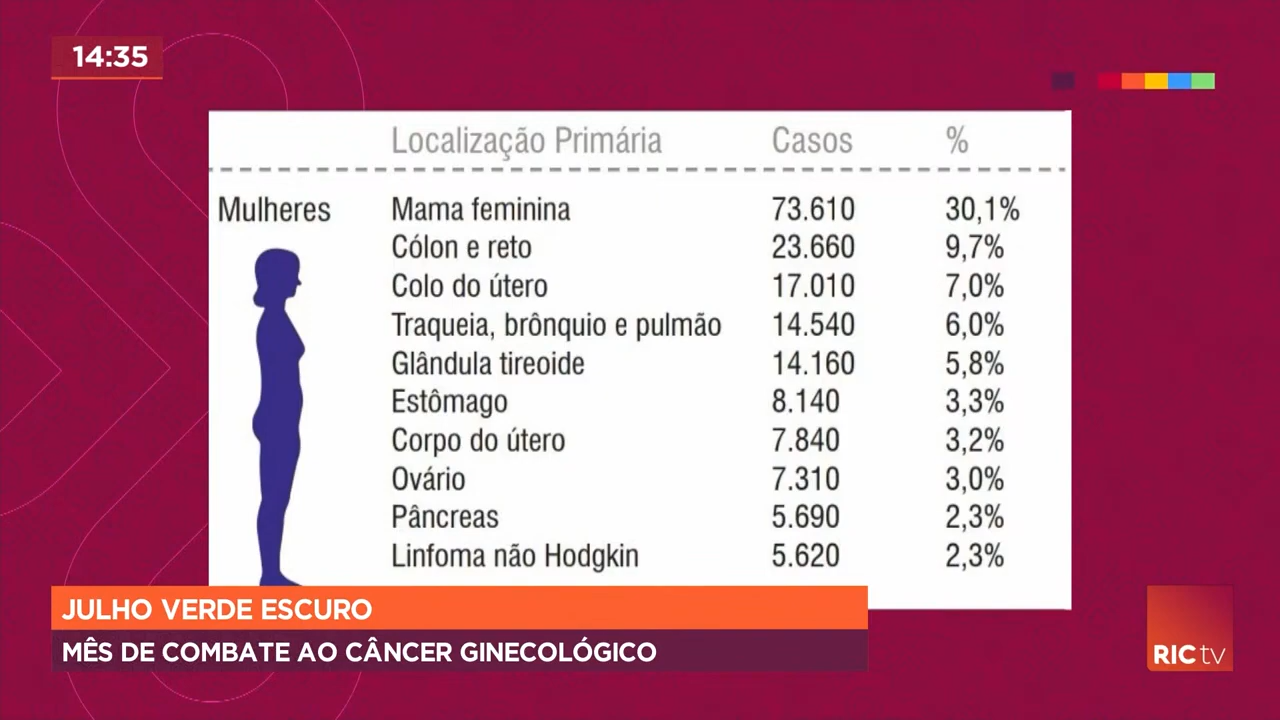 14:35
Localização Primária Casos %
Mulheres Mama feminina 73.610 30,1%
Cólon e reto 23.660 9,7%
Colo do útero 17.010 7,0%
Traqueia, brônquio e pulmão 14.540 6,0%
Glândula tireoide 14.160 5,8%
Estômago 8.140 3,3%
Corpo do útero 7.840 3,2%
Ovário 7.310 3,0%
Pâncreas 5.690 2,3%
Linfoma não Hodgkin 5.620 2,3%
JULHO VERDE ESCURO
MÊS DE COMBATE AO CÂNCER GINECOLÓGICO
RICtv